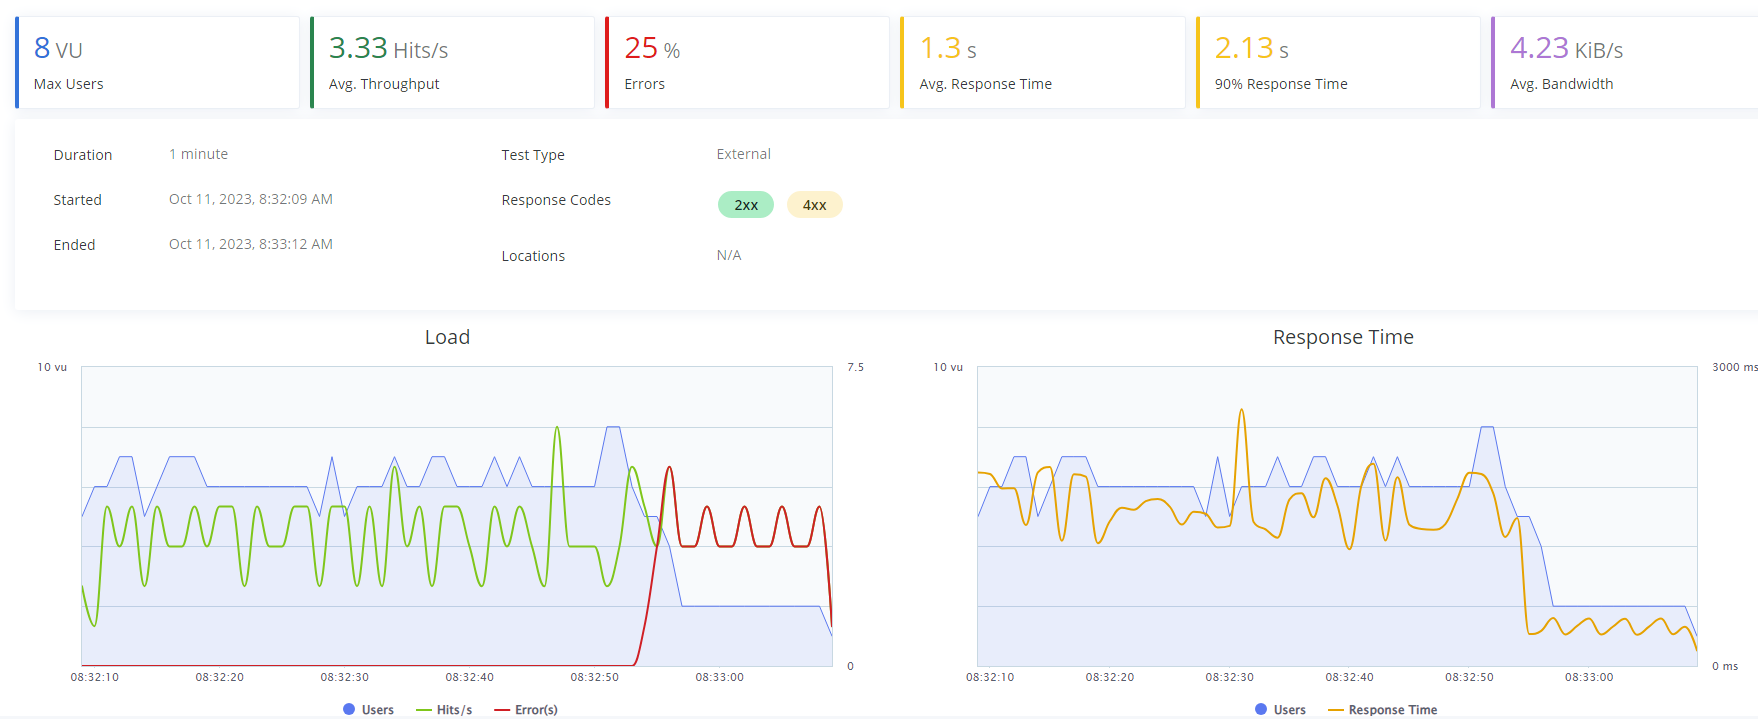 8 VU
Max Users
3.33 Hits/s
Avg. Throughput
25 %
Errors
1.3 s
Avg. Response Time
2.13 s
90% Response Time
4.23 KiB/s
Avg. Bandwidth
Duration 1 minute
Started Oct 11, 2023, 8:32:09 AM
Ended Oct 11, 2023, 8:33:12 AM
Test Type External
Response Codes 2xx 4xx
Locations N/A
Load
10 vu 7.5
0
08:32:10 08:32:20 08:32:30 08:32:40 08:32:50 08:33:00
Users Hits/s Error(s)
Response Time
10 vu 3000 ms
0 ms
08:32:10 08:32:20 08:32:30 08:32:40 08:32:50 08:33:00
Users Response Time